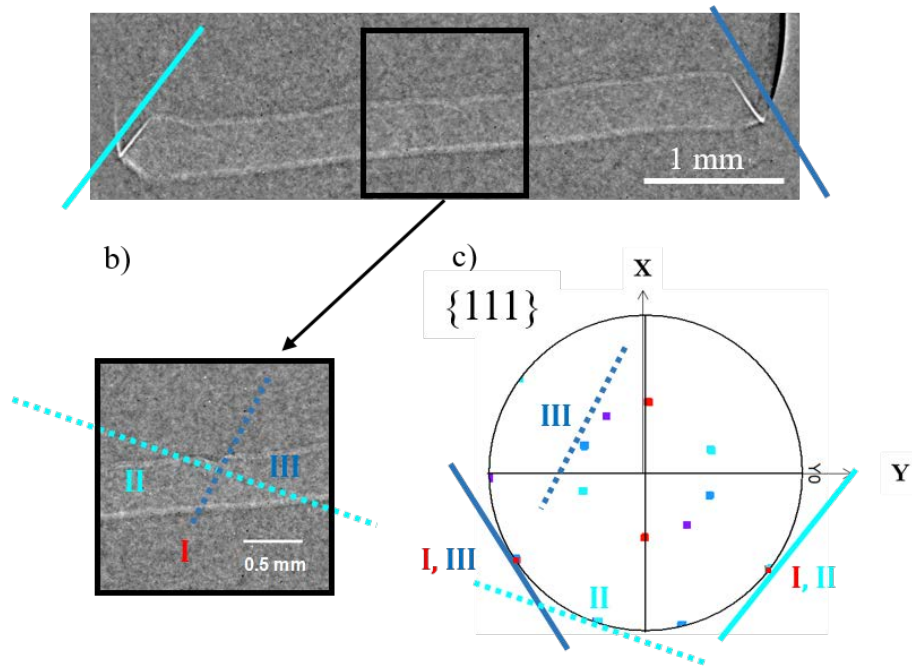 1 mm
b)
c)
X
{111}
III
Y0
Y
II
III
I
0.5 mm
I, III
II
I, II